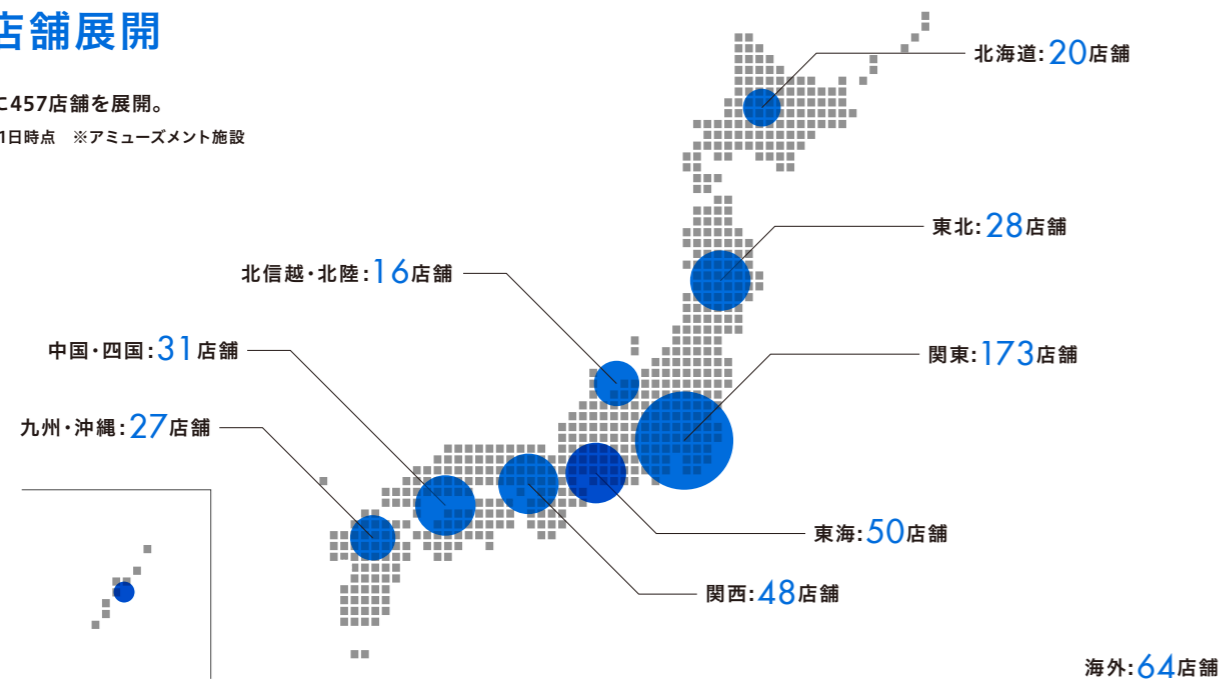 店舗展開
に457店舗を展開。
1日時点　※アミューズメント施設
北海道:20店舗
東北:28店舗
北信越・北陸:16店舗
中国・四国:31店舗
関東:173店舗
九州・沖縄:27店舗
東海:50店舗
関西:48店舗
海外:64店舗